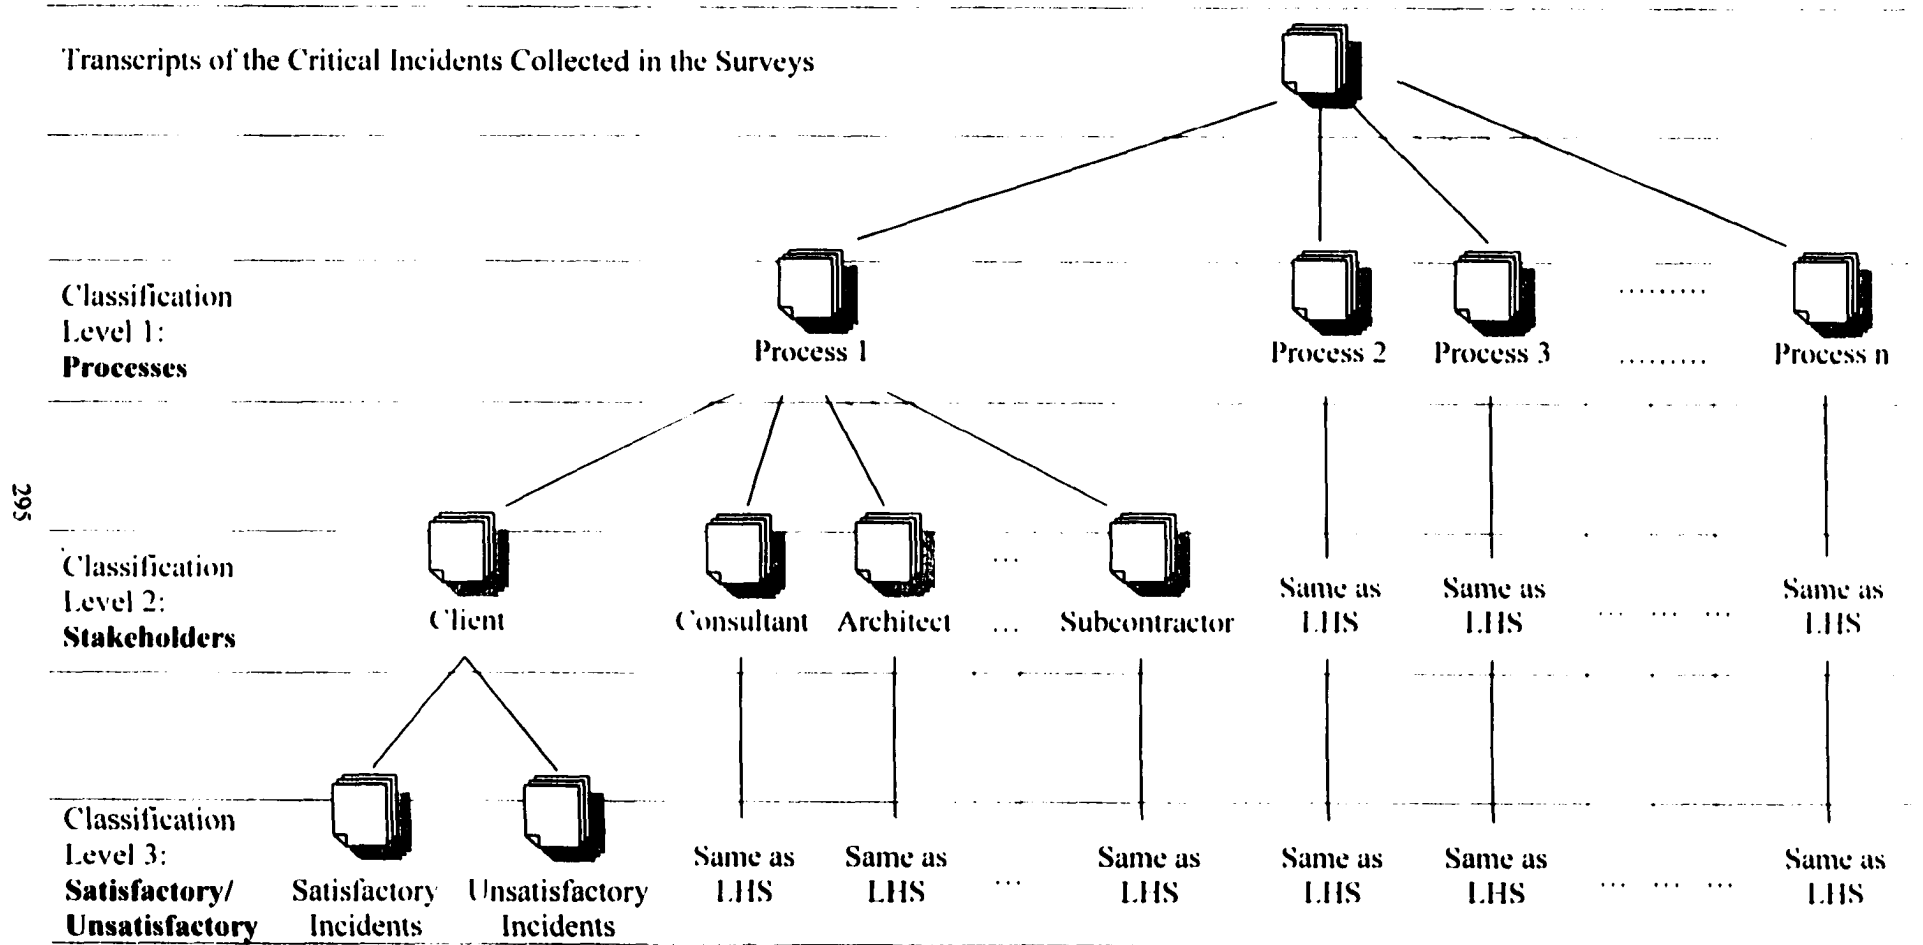 Transcripts of the Critical Incidents Collected in the Surveys
Classification
Level 1:
Processes
Process 1
Process 2
Process 3
.........
.........
Process n
295
Classification
Level 2:
Stakeholders
Client
Consultant
Architect
...
...
Subcontractor
Same as
LHS
Same as
LHS
... ... ...
Same as
LHS
Classification
Level 3:
Satisfactory/
Unsatisfactory
Satisfactory
Incidents
Unsatisfactory
Incidents
Same as
LHS
Same as
LHS
...
Same as
LHS
Same as
LHS
Same as
LHS
... ... ...
Same as
LHS